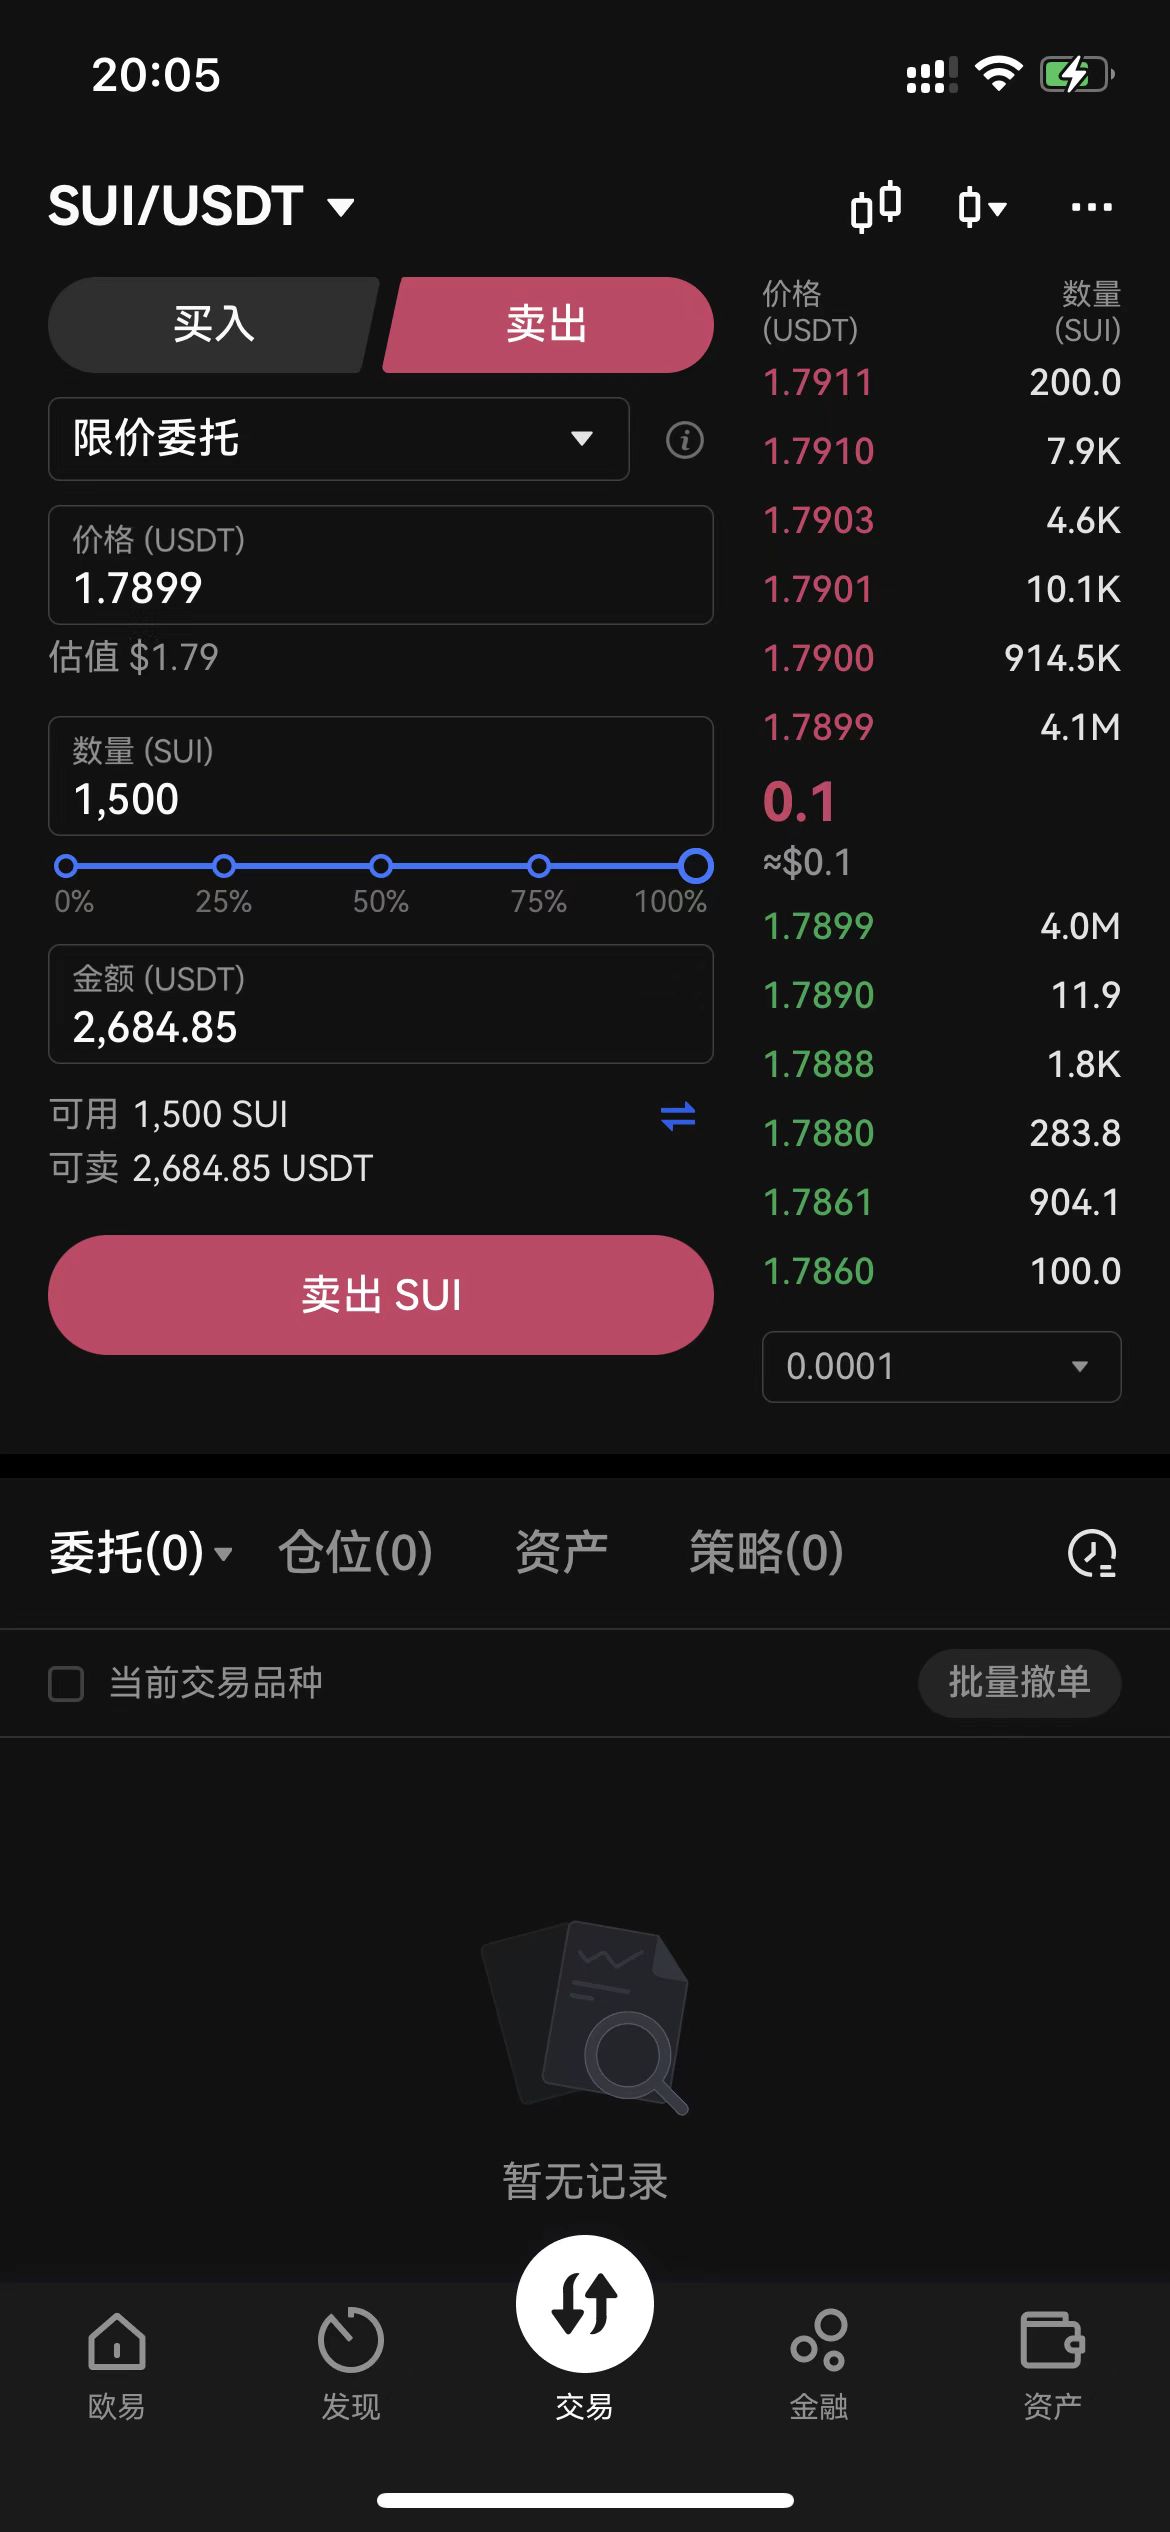 20:05
SUI/USDT
买入
卖出
限价委托
价格 (USDT)
1.7899
估值 $1.79
数量 (SUI)
1,500
0% 25% 50% 75% 100%
金额 (USDT)
2,684.85
可用 1,500 SUI
可卖 2,684.85 USDT
卖出 SUI
价格 数量
(USDT) (SUI)
1.7911 200.0
1.7910 7.9K
1.7903 4.6K
1.7901 10.1K
1.7900 914.5K
1.7899 4.1M
0.1
≈$0.1
1.7899 4.0M
1.7890 11.9
1.7888 1.8K
1.7880 283.8
1.7861 904.1
1.7860 100.0
0.0001
委托(0) 仓位(0) 资产 策略(0)
当前交易品种 批量撤单
暂无记录
欧易 发现 交易 金融 资产